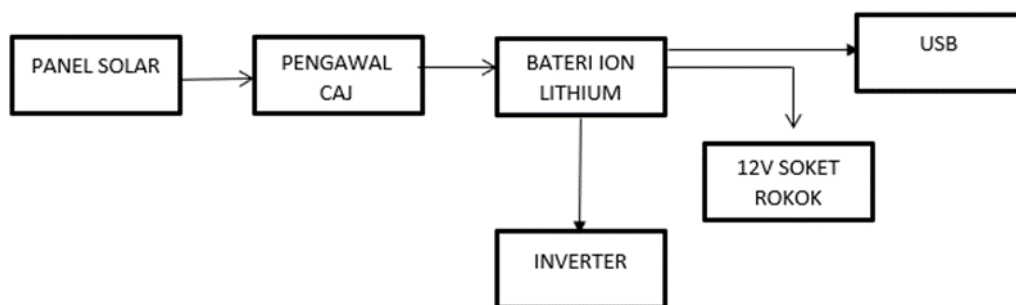 PANEL SOLAR
PENGAWAL
CAJ
BATERI ION
LITHIUM
USB
12V SOKET
ROKOK
INVERTER